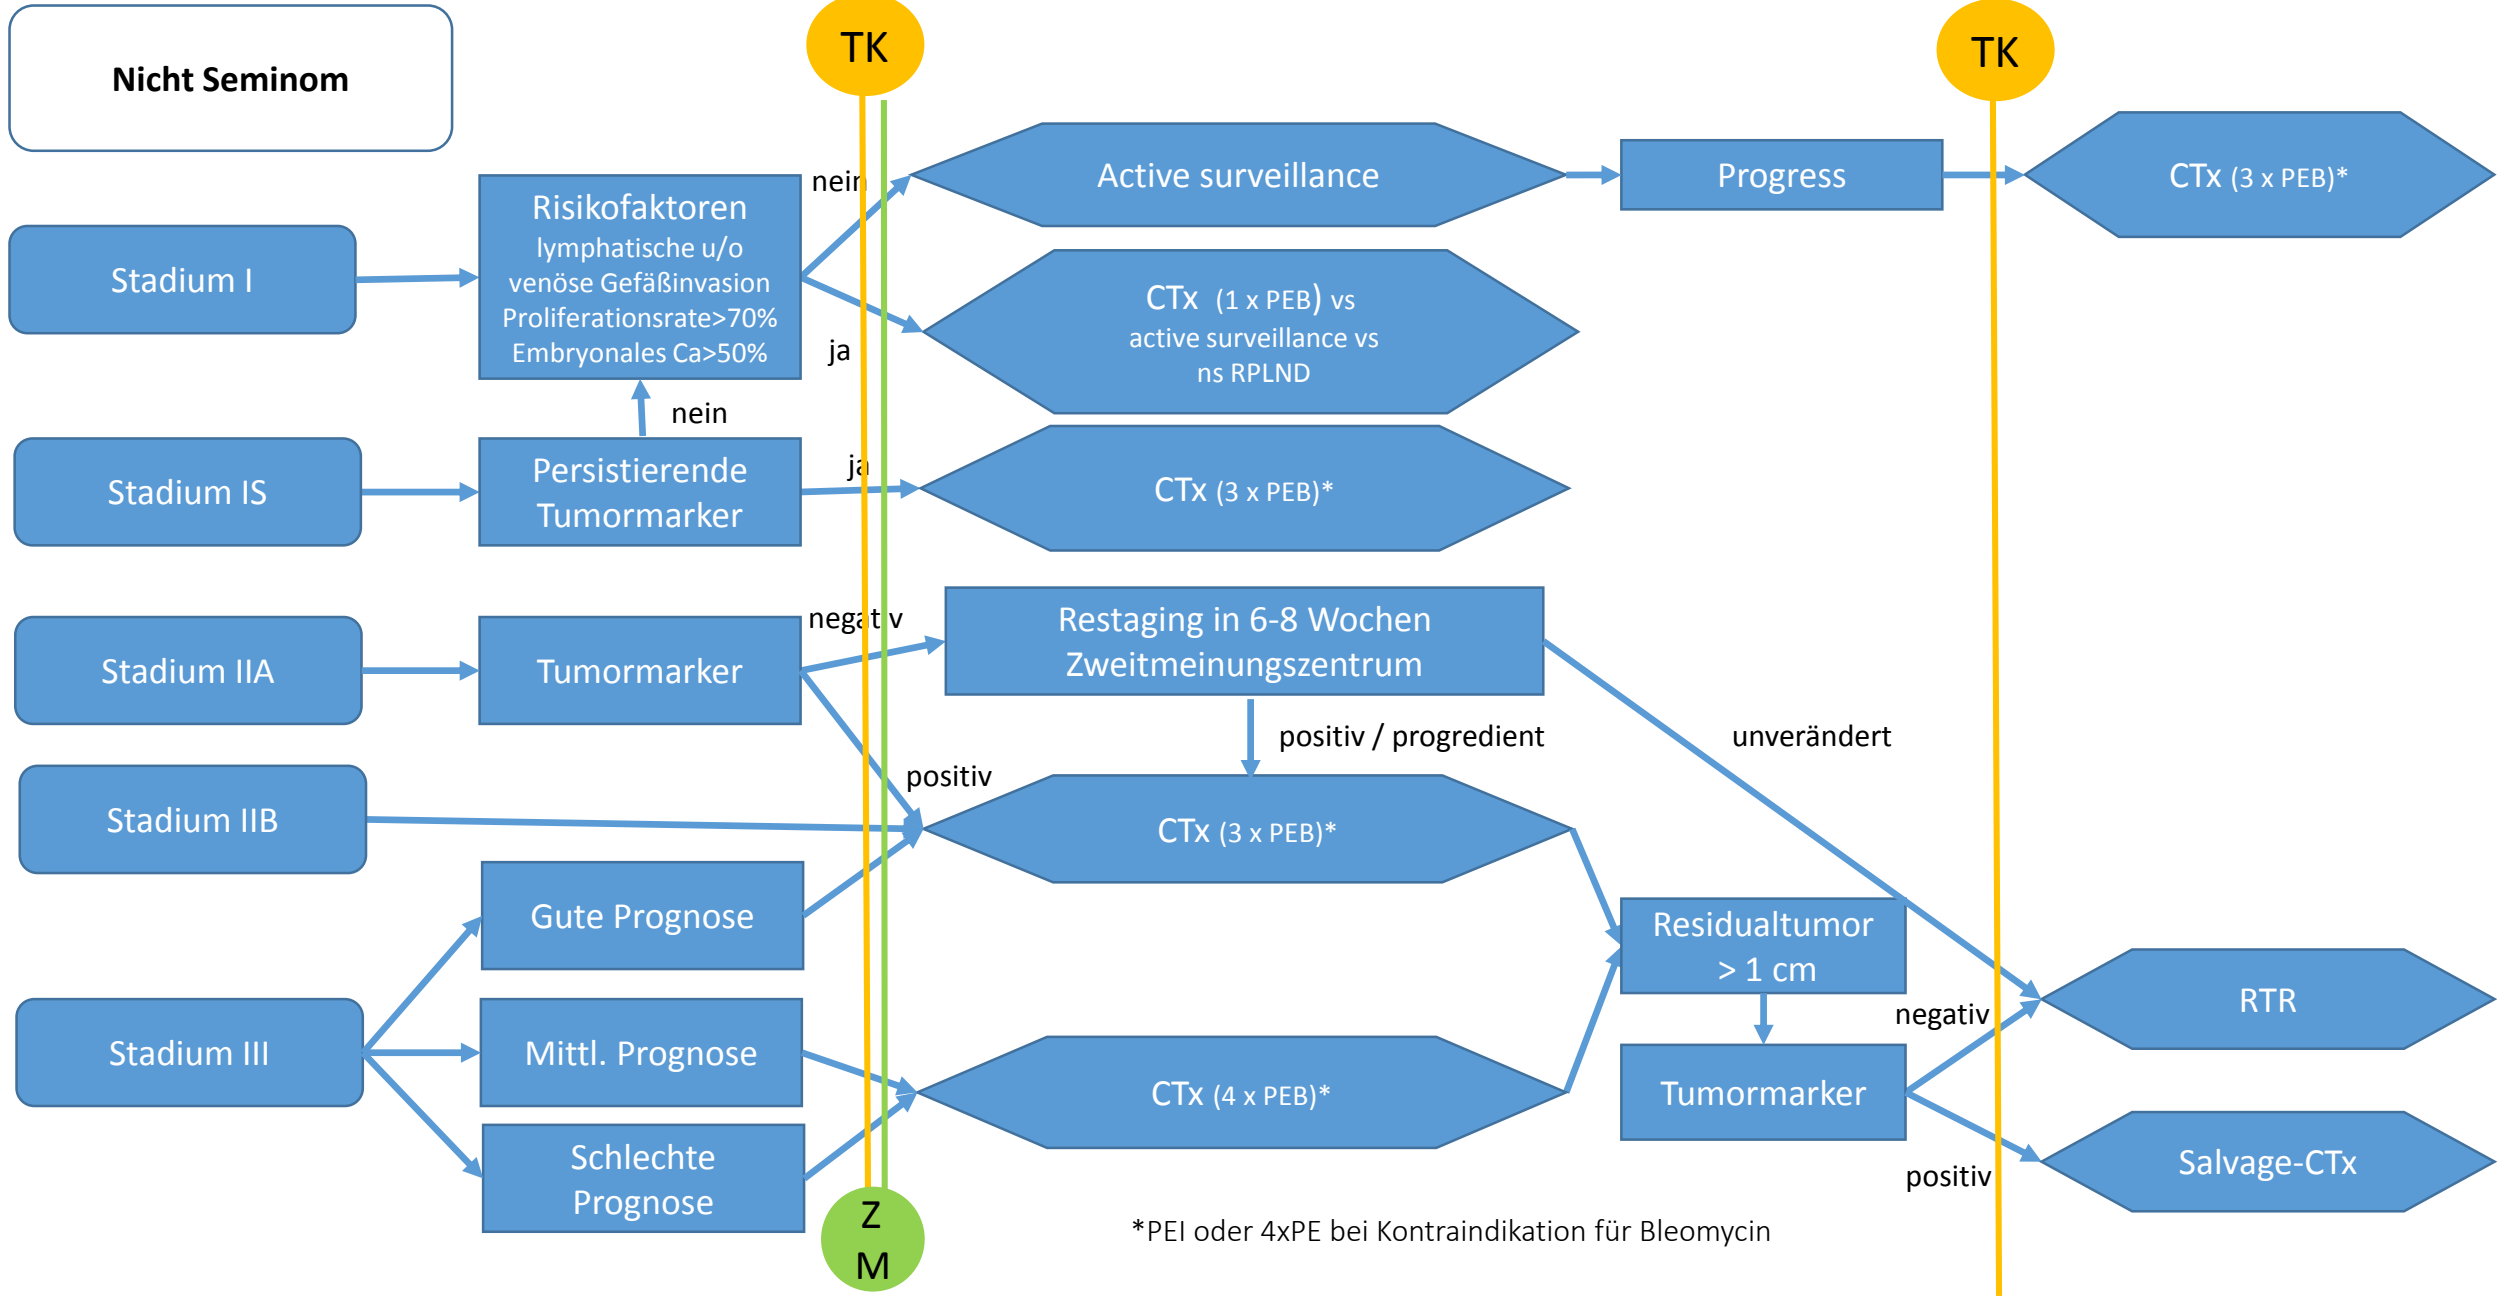 TK
TK
Nicht Seminom
Stadium I
Risikofaktoren
lymphatische u/o
venöse Gefäßinvasion
Proliferationsrate>70%
Embryonales Ca>50%
nein
ja
Active surveillance
Progress
CTx (3 x PEB)*
CTx (1 x PEB) vs
active surveillance vs
ns RPLND
nein
Stadium IS
Persistierende
Tumormarker
ja
CTx (3 x PEB)*
Stadium IIA
Tumormarker
negativ
positiv
Restaging in 6-8 Wochen
Zweitmeinungszentrum
positiv / progredient
unverändert
Stadium IIB
CTx (3 x PEB)*
Stadium III
Gute Prognose
Mittl. Prognose
Schlechte
Prognose
CTx (4 x PEB)*
Residualtumor
> 1 cm
Tumormarker
negativ
positiv
RTR
Salvage-CTx
Z
M
*PEI oder 4xPE bei Kontraindikation für Bleomycin